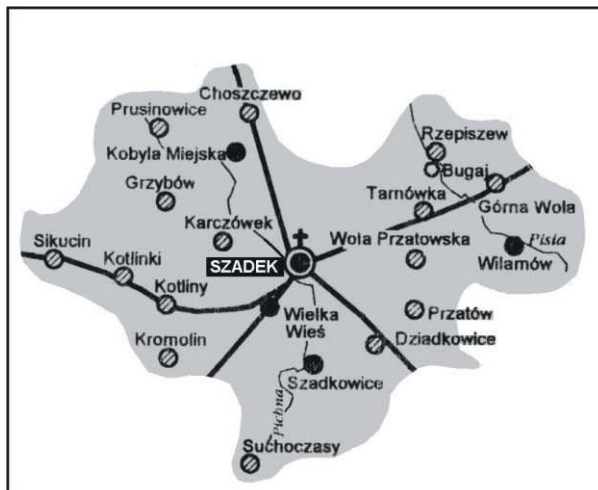 Choszczewo
Prusinowice
Rzepiszew
Kobyla Miejska
Bugaj
Grzybów
Tarnówka
Górna Wola
Karczówek
Sikucin
Wola Przatowska
Pisia
SZADEK
Wilamów
Kotlinki
Kotliny
Wielka
Wieś
Przatów
Kromolin
Dziadkowice
Szadkowice
Pichna
Suchoczasy